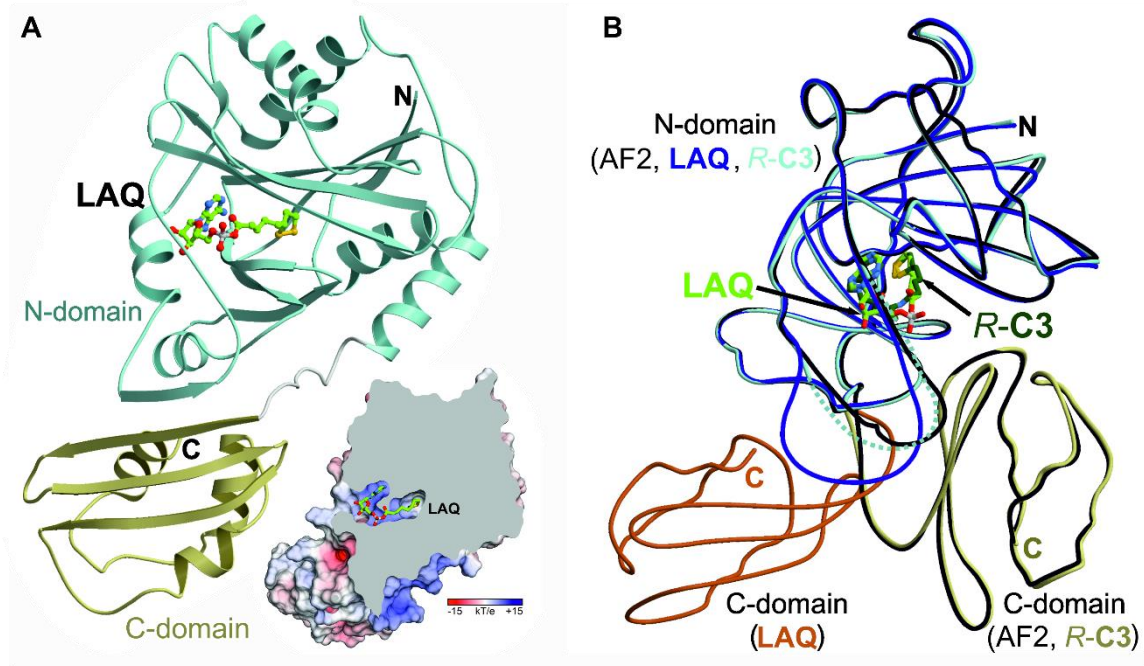 A
N
LAQ
N-domain
C
C-domain
LAQ
-15 kT/e +15
B
N-domain
(AF2, LAQ, R-C3)
N
LAQ
R-C3
C
C
C-domain
(LAQ)
C-domain
(AF2, R-C3)